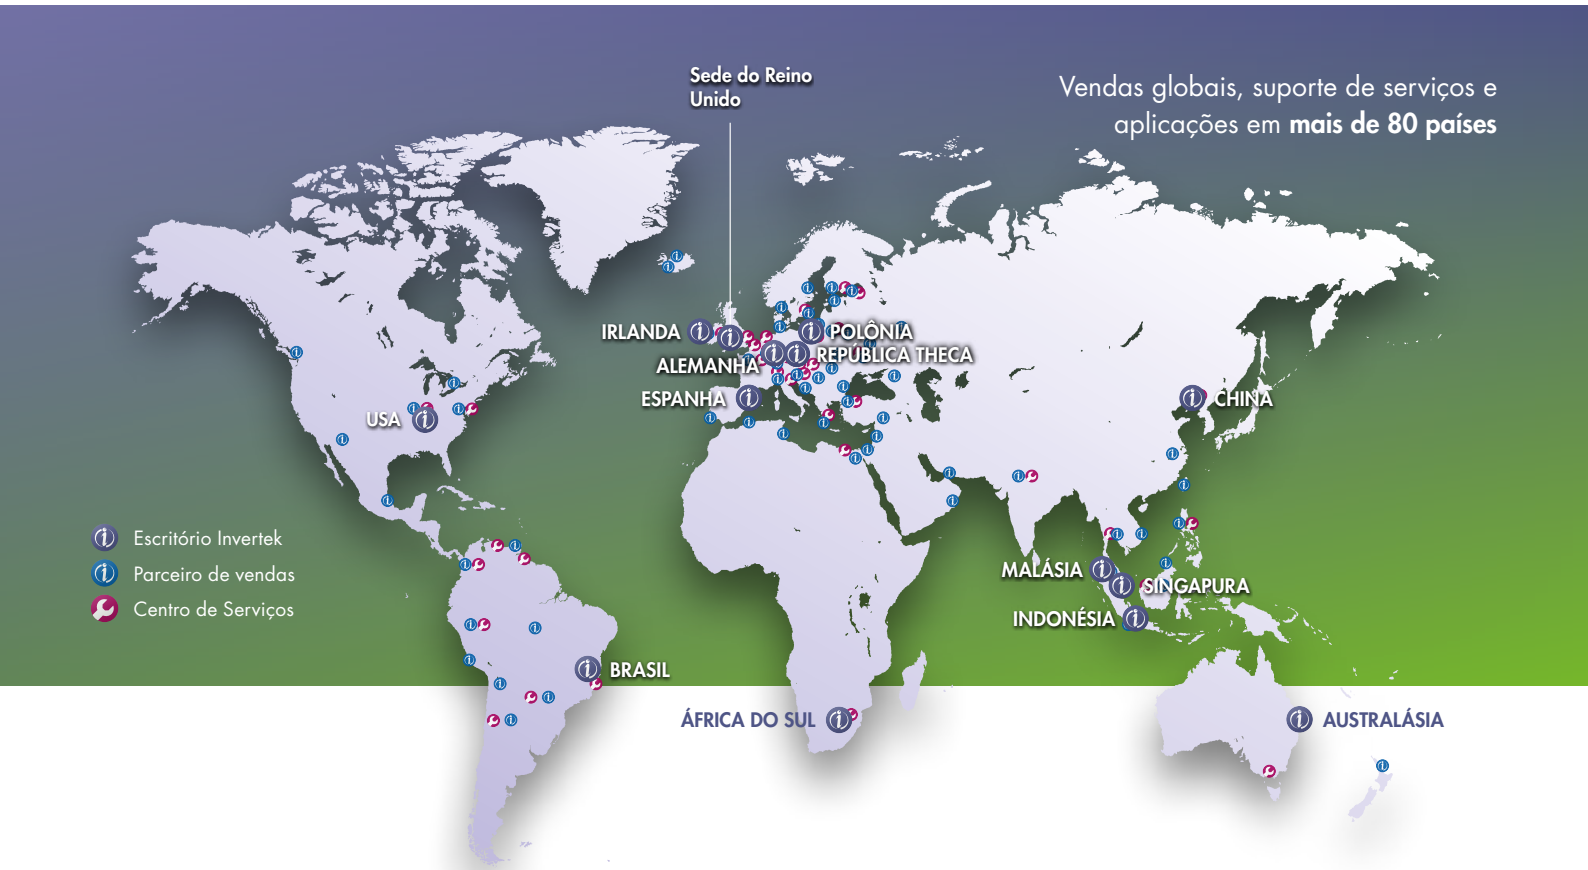 Sede do Reino
Unido
Vendas globais, suporte de serviços e
aplicações em mais de 80 países
IRLANDA
POLÔNIA
ALEMANHA
REPÚBLICA THECA
ESPANHA
CHINA
USA
Escritório Invertek
Parceiro de vendas
Centro de Serviços
MALÁSIA
SINGAPURA
INDONÉSIA
BRASIL
ÁFRICA DO SUL
AUSTRALÁSIA